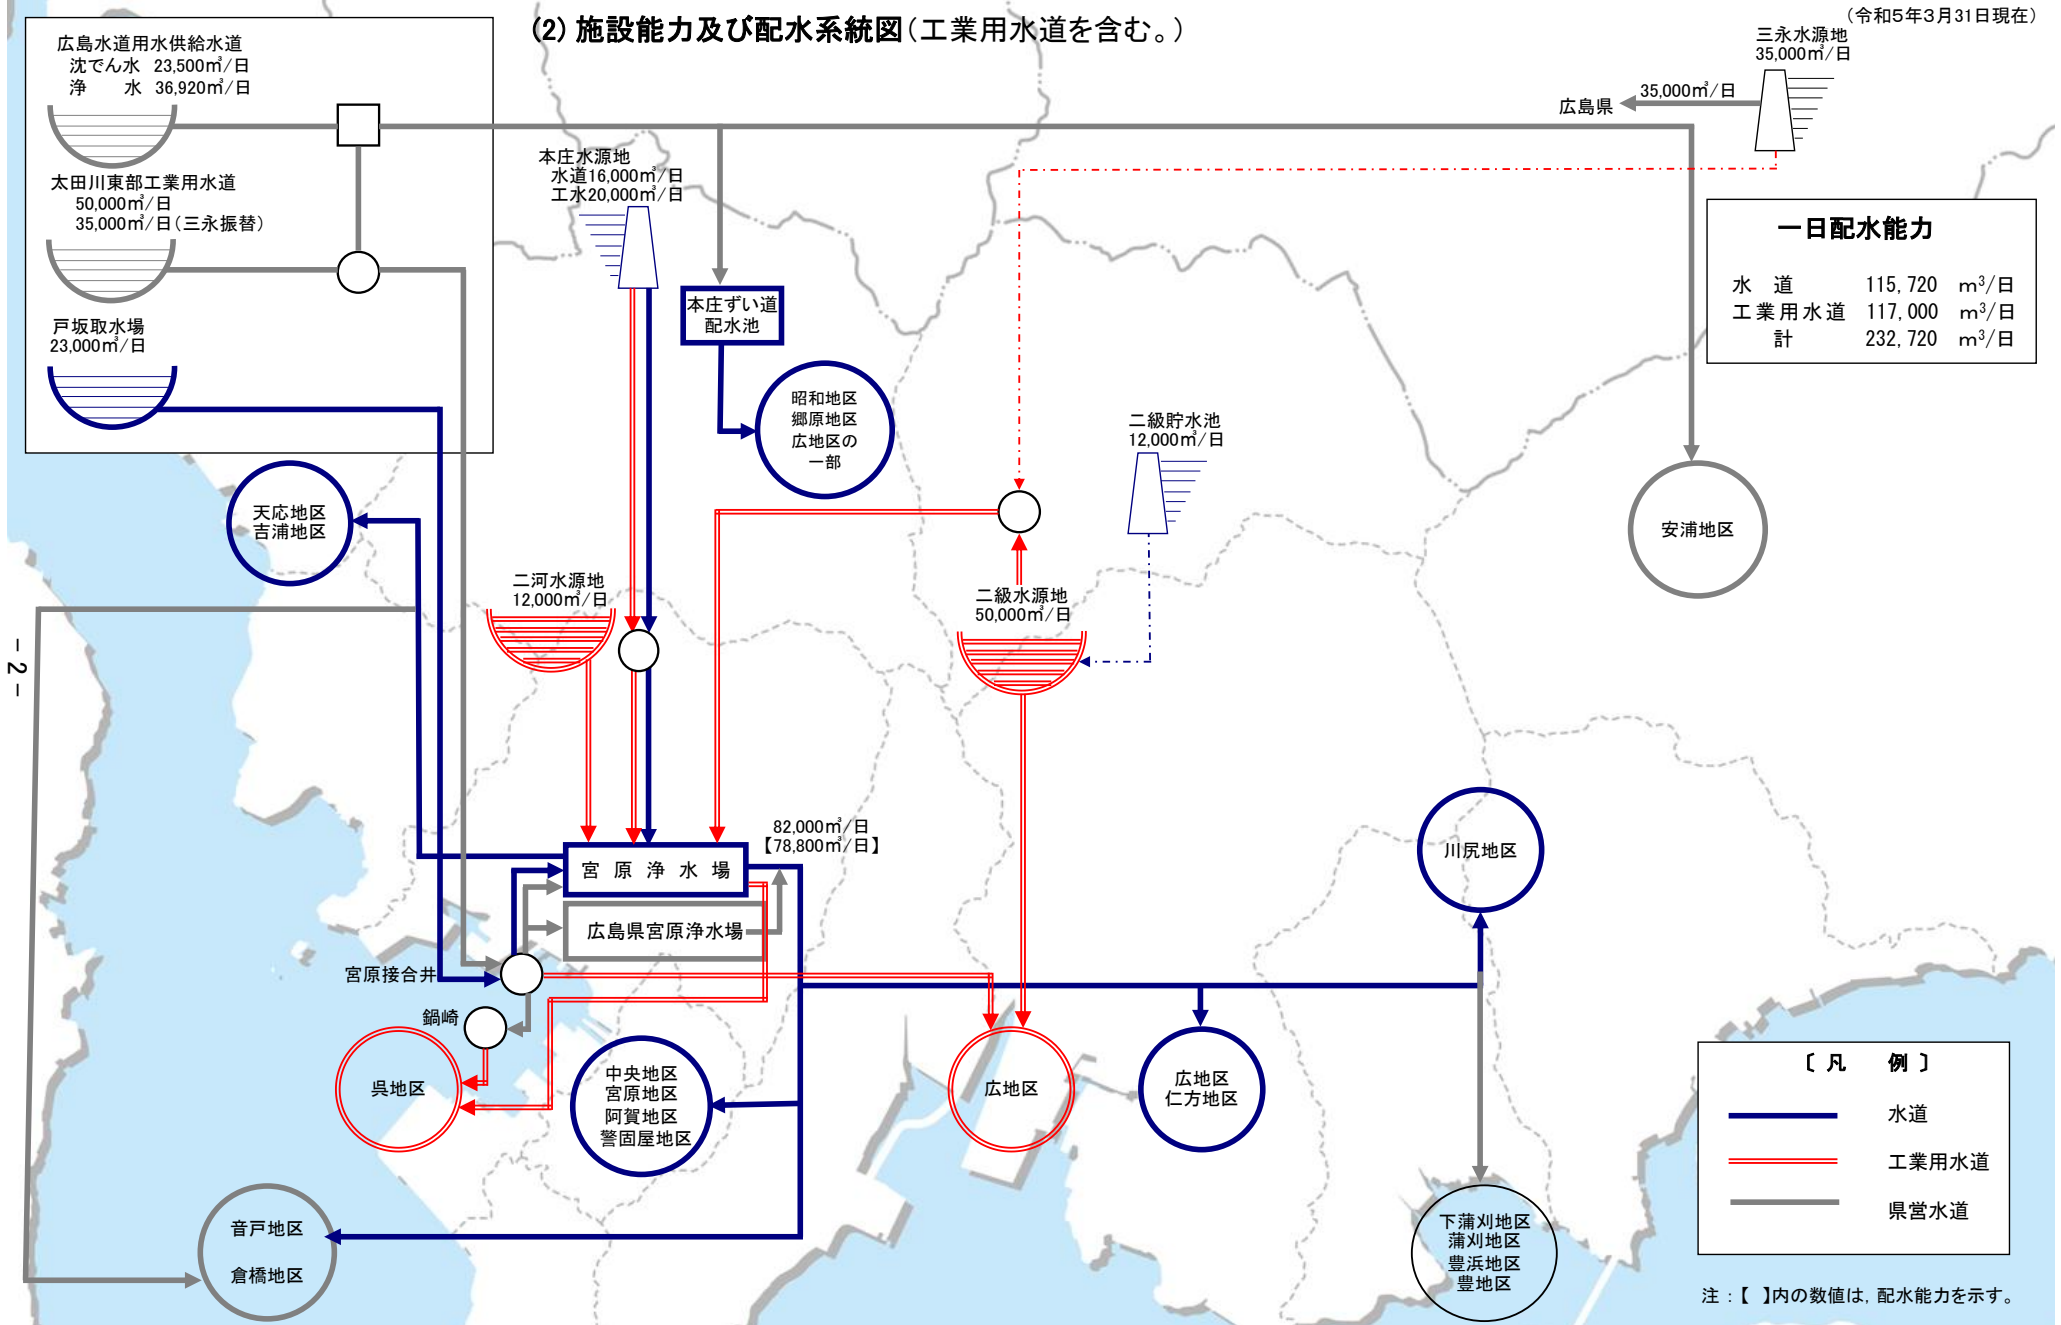 (2) 施設能力及び配水系統図(工業用水道を含む。)
(令和5年3月31日現在)
広島水道用水供給水道
沈でん水 23,500㎥/日
浄　水 36,920㎥/日
太田川東部工業用水道
50,000㎥/日
35,000㎥/日(三永振替)
戸坂取水場
23,000㎥/日
本庄水源地
水道16,000㎥/日
工水20,000㎥/日
三永水源地
35,000㎥/日
35,000㎥/日
広島県
一日配水能力
水　道 115,720 m³/日
工業用水道 117,000 m³/日
計 232,720 m³/日
本庄ずい道
配水池
昭和地区
郷原地区
広地区の
一部
二級貯水池
12,000㎥/日
天応地区
吉浦地区
安浦地区
二河水源地
12,000㎥/日
二級水源地
50,000㎥/日
- 2 -
82,000㎥/日
【78,800㎥/日】
宮原浄水場
広島県宮原浄水場
川尻地区
宮原接合井
鍋崎
呉地区
中央地区
宮原地区
阿賀地区
警固屋地区
広地区
広地区
仁方地区
音戸地区
倉橋地区
下蒲刈地区
蒲刈地区
豊浜地区
豊地区
〔凡　例〕
水道
工業用水道
県営水道
注：【　】内の数値は, 配水能力を示す。